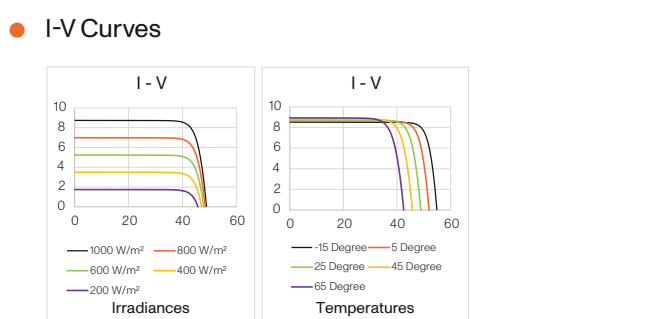 I-V Curves
I - V
10
8
6
4
2
0
0 20 40 60
1000 W/m² 800 W/m²
600 W/m² 400 W/m²
200 W/m²
Irradiances
I - V
10
8
6
4
2
0
0 20 40 60
-15 Degree 5 Degree
25 Degree 45 Degree
65 Degree
Temperatures